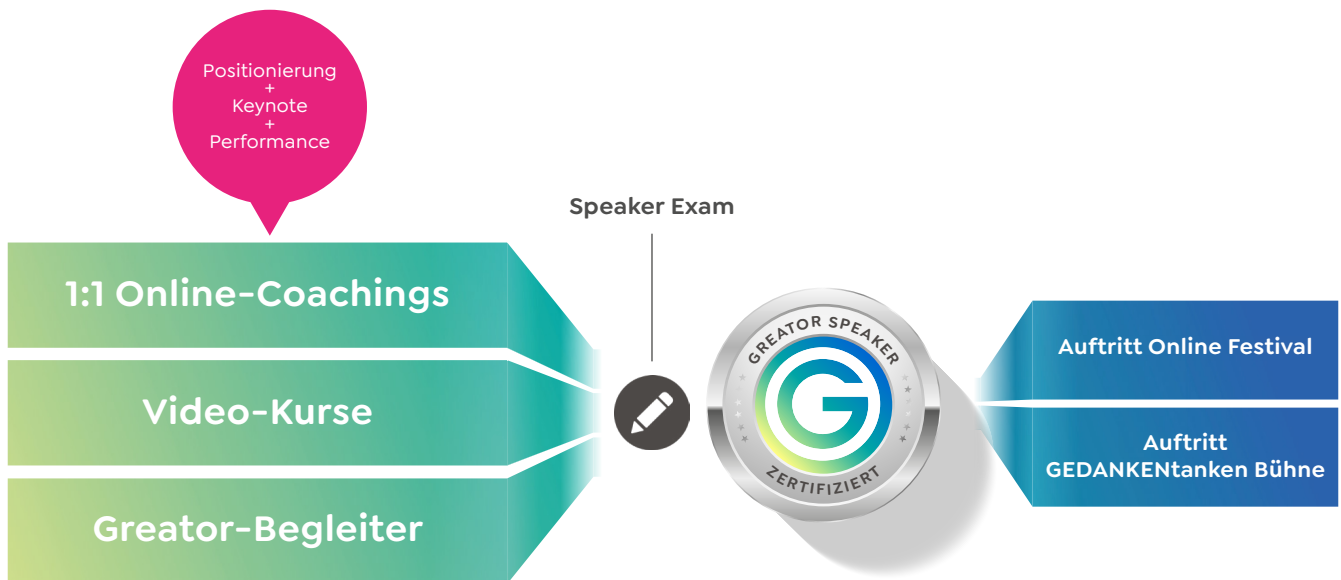 Positionierung
+
Keynote
+
Performance
Speaker Exam
1:1 Online-Coachings
Video-Kurse
Greator-Begleiter
GREATOR SPEAKER
G
ZERTIFIZIERT
Auftritt Online Festival
Auftritt
GEDANKENtanken Bühne